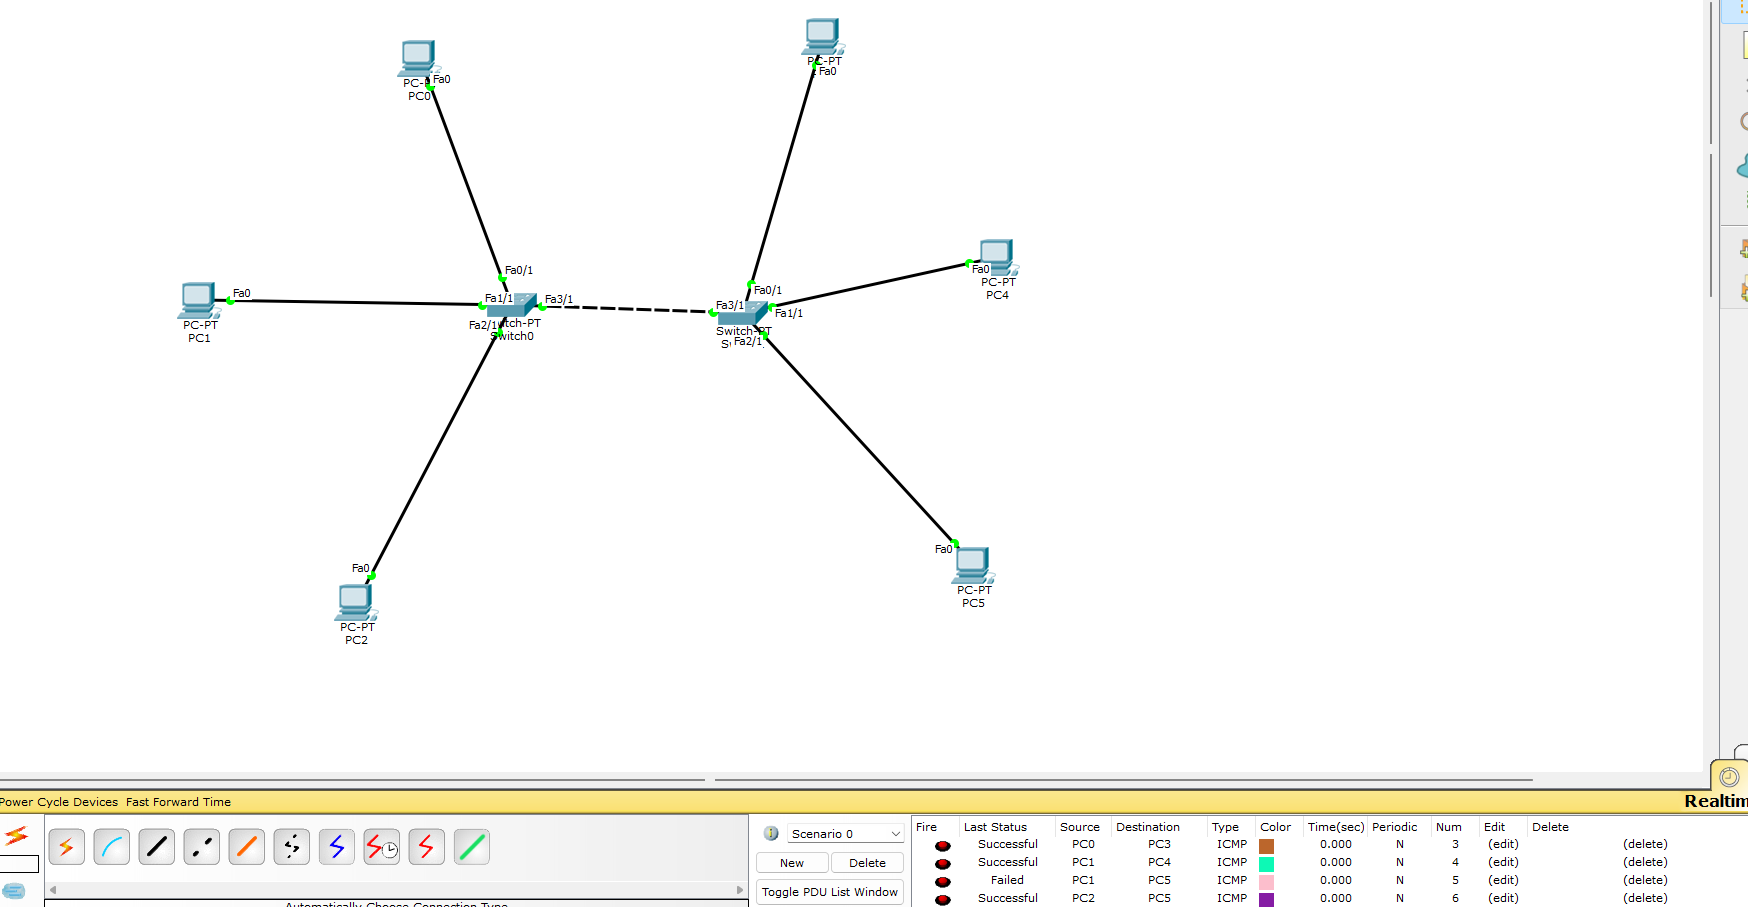 PC-PT
Fa0
Fa0
PC0
PC-PT
Fa0
Fa0/1
Fa0
PC-PT
PC4
Fa0
PC-PT
PC1
Fa1/1
Fa3/1
Fa2/1
Switch0
Fa0/1
Fa3/1
Fa1/1
Switch-PT
Fa2/1
Fa0
PC-PT
PC5
Fa0
PC-PT
PC2
Power Cycle Devices Fast Forward Time
Realtim
Scenario 0
New Delete
Toggle PDU List Window
Automatically Choose Connection Type
Fire Last Status Source Destination Type Color Time(sec) Periodic Num Edit Delete
Successful PC0 PC3 ICMP 0.000 N 3 (edit) (delete)
Successful PC1 PC4 ICMP 0.000 N 4 (edit) (delete)
Failed PC1 PC5 ICMP 0.000 N 5 (edit) (delete)
Successful PC2 PC5 ICMP 0.000 N 6 (edit) (delete)